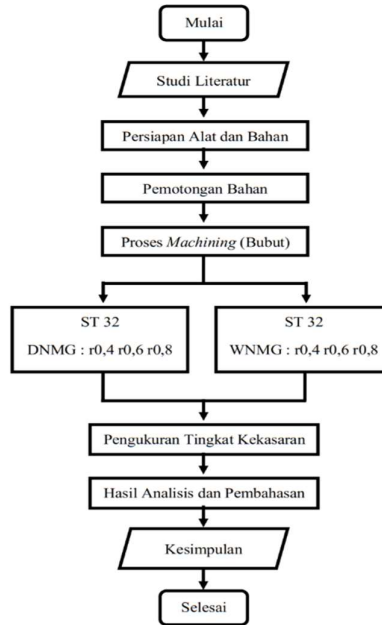 Mulai
Studi Literatur
Persiapan Alat dan Bahan
Pemotongan Bahan
Proses Machining (Bubut)
ST 32
DNMG : r0,4 r0,6 r0,8
ST 32
WNMG : r0,4 r0,6 r0,8
Pengukuran Tingkat Kekasaran
Hasil Analisis dan Pembahasan
Kesimpulan
Selesai